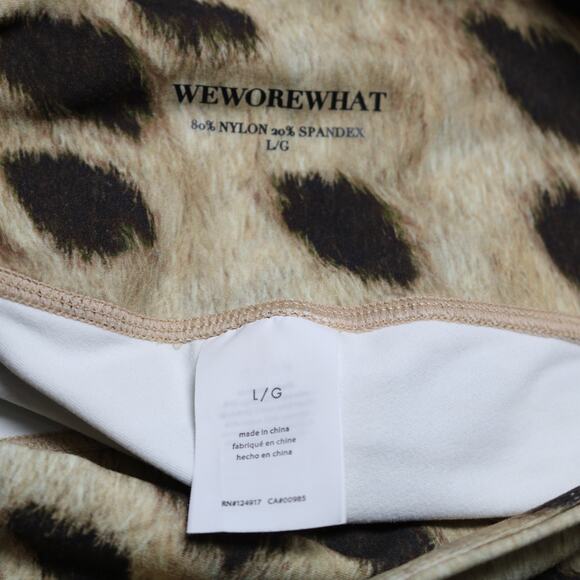 WEWOREWHAT
80% NYLON 20% SPANDEX
L/G
L/G
made in china
fabriqué en chine
hecho en china
RN#124917 CA#00985